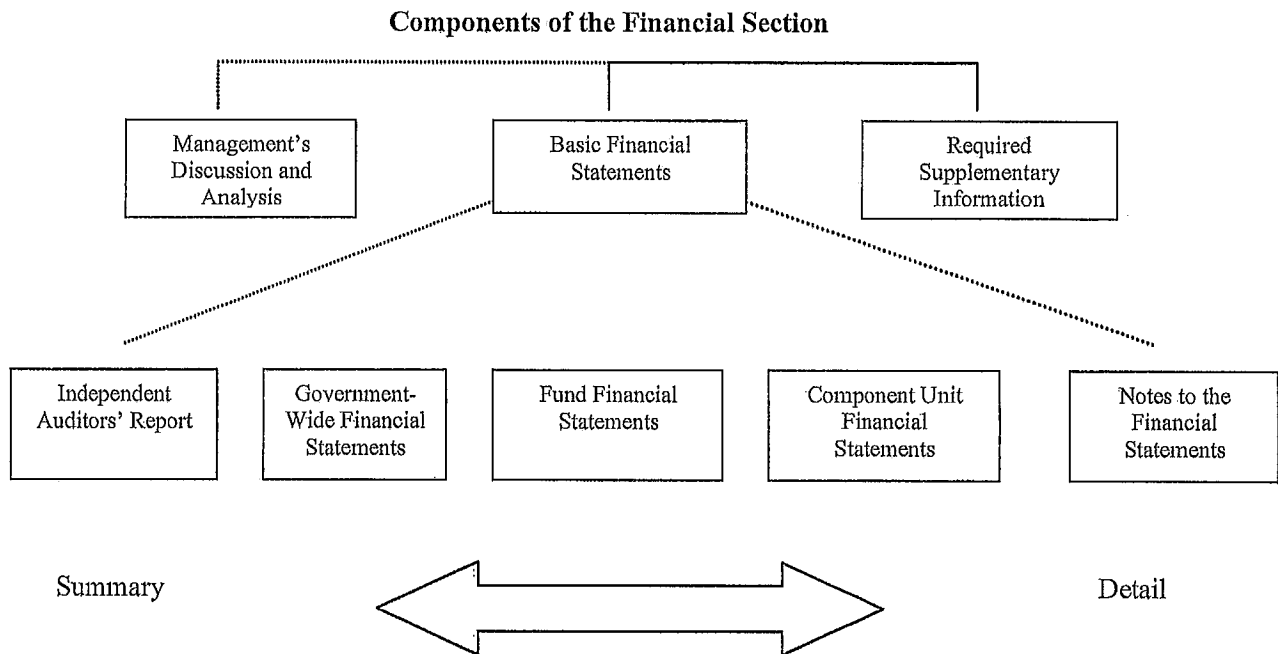 Components of the Financial Section
Management's
Discussion and
Analysis
Basic Financial
Statements
Required
Supplementary
Information
Independent
Auditors' Report
Government-
Wide Financial
Statements
Fund Financial
Statements
Component Unit
Financial
Statements
Notes to the
Financial
Statements
Summary
Detail